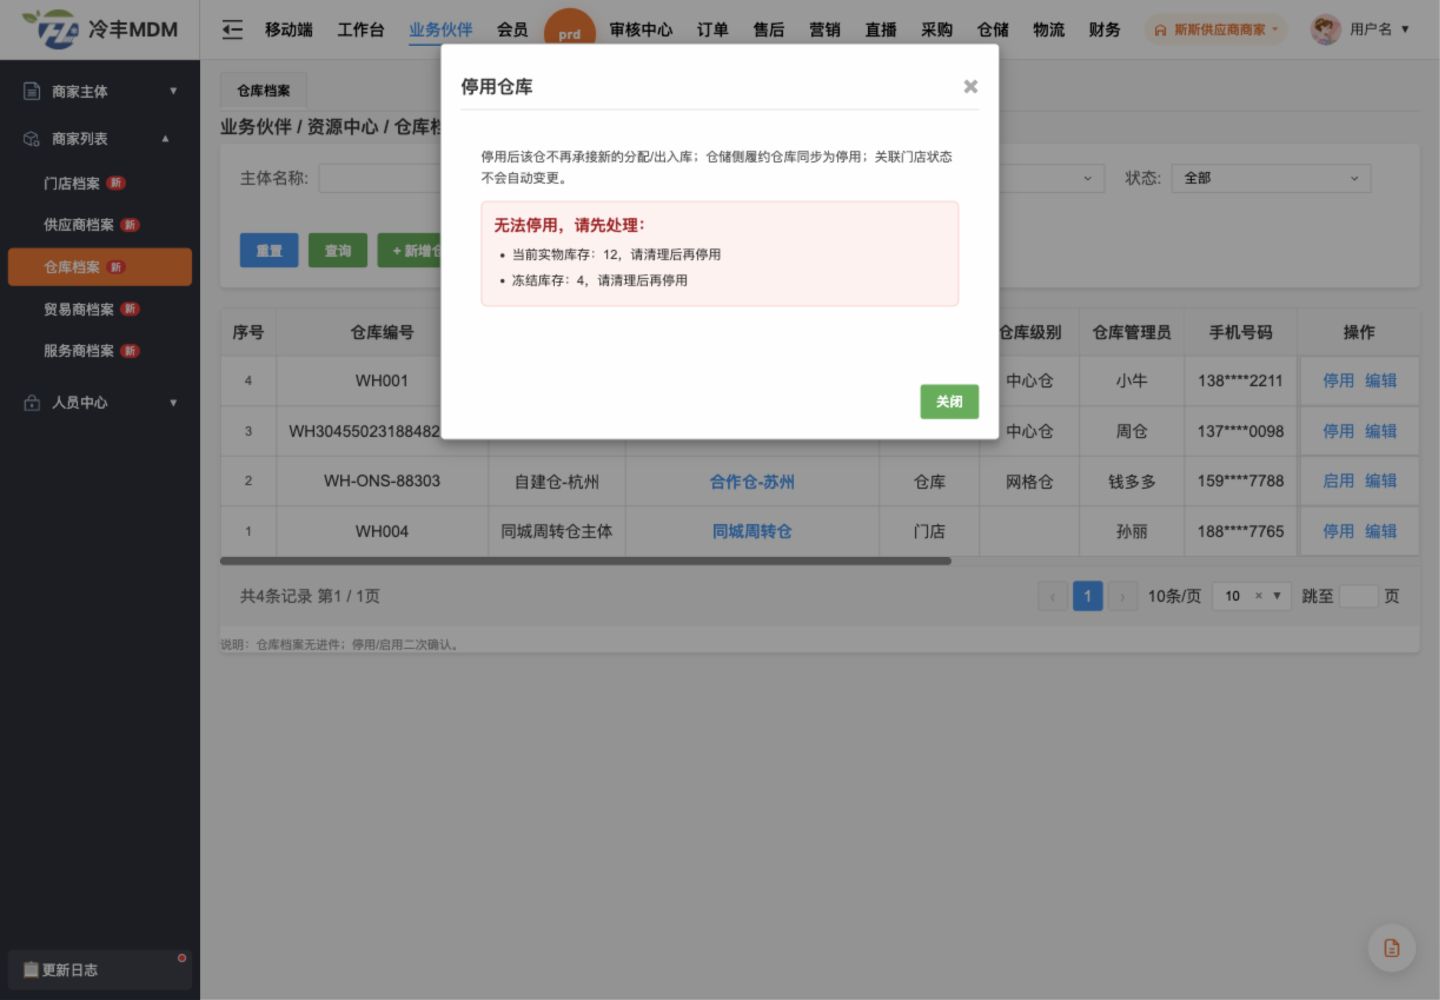 冷丰MDM
移动端 工作台 业务伙伴 会员 prd 审核中心 订单 售后 营销 直播 采购 仓储 物流 财务 斯斯供应商商家 用户名
商家主体
商家列表
门店档案 新
供应商档案 新
仓库档案 新
贸易商档案 新
服务商档案 新
人员中心
更新日志
仓库档案
业务伙伴 / 资源中心 / 仓库
主体名称:
状态: 全部
重置 查询 + 新增
停用仓库
停用后该仓不再承接新的分配/出入库；仓储侧履约仓库同步为停用；关联门店状态
不会自动变更。
无法停用，请先处理：
• 当前实物库存：12，请清理后再停用
• 冻结库存：4，请清理后再停用
关闭
序号 仓库编号 仓库级别 仓库管理员 手机号码 操作
4 WH001 中心仓 小牛 138****2211 停用 编辑
3 WH30455023188482 中心仓 周仓 137****0098 停用 编辑
2 WH-ONS-88303 自建仓-杭州 合作仓-苏州 仓库 网格仓 钱多多 159****7788 启用 编辑
1 WH004 同城周转仓主体 同城周转仓 门店 孙丽 188****7765 停用 编辑
共4条记录 第1 / 1页
‹ 1 › 10条/页 10 × 跳至 页
说明：仓库档案无进件；停用/启用二次确认。